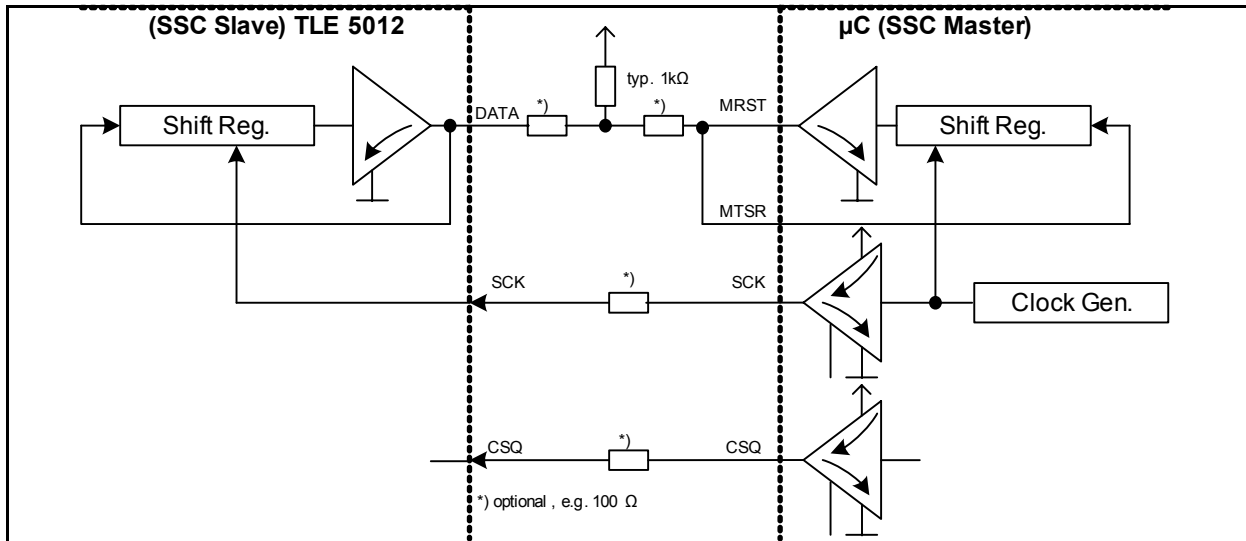 (SSC Slave) TLE 5012
µC (SSC Master)
typ. 1kΩ
*)
*)
DATA
MRST
Shift Reg.
Shift Reg.
MTSR
*)
SCK
SCK
Clock Gen.
*)
CSQ
CSQ
*) optional , e.g. 100 Ω